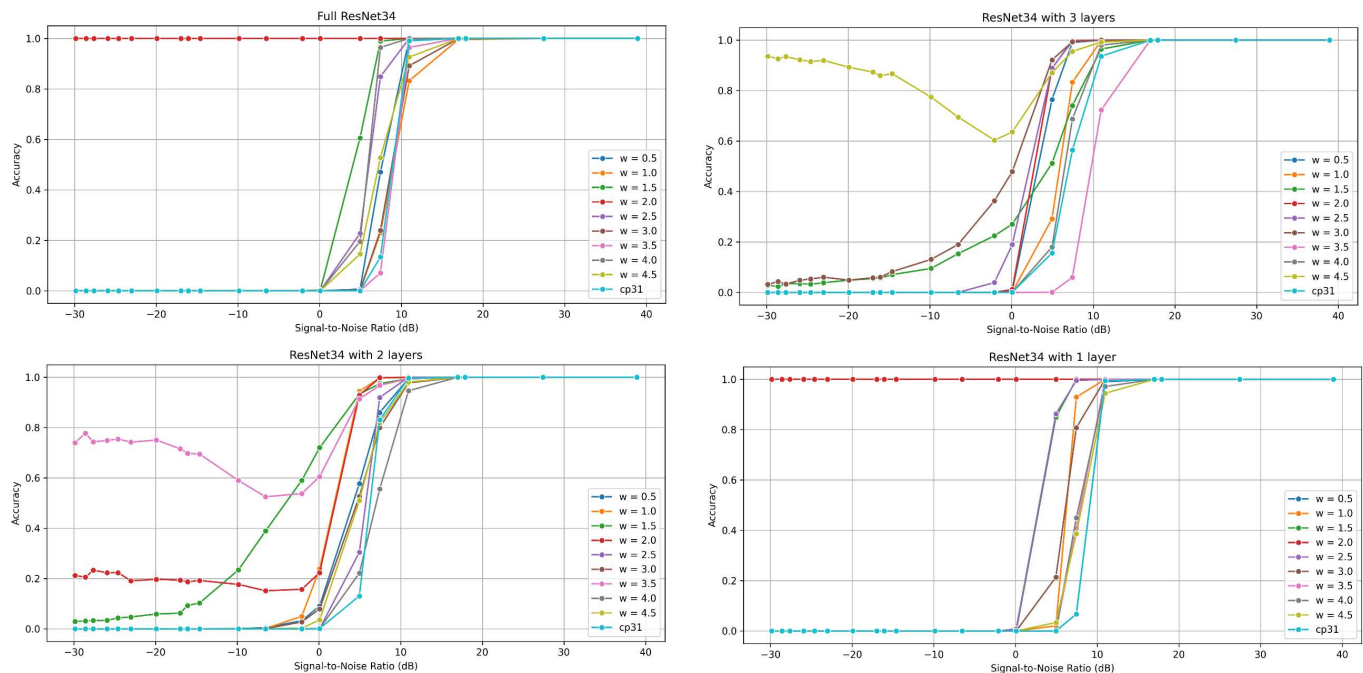 Full ResNet34
Accuracy
1.0
0.8
0.6
0.4
0.2
0.0
−30
−20
−10
0
10
20
30
40
Signal-to-Noise Ratio (dB)
w = 0.5
w = 1.0
w = 1.5
w = 2.0
w = 2.5
w = 3.0
w = 3.5
w = 4.0
w = 4.5
cp31
ResNet34 with 3 layers
Accuracy
1.0
0.8
0.6
0.4
0.2
0.0
−30
−20
−10
0
10
20
30
40
Signal-to-Noise Ratio (dB)
w = 0.5
w = 1.0
w = 1.5
w = 2.0
w = 2.5
w = 3.0
w = 3.5
w = 4.0
w = 4.5
cp31
ResNet34 with 2 layers
Accuracy
1.0
0.8
0.6
0.4
0.2
0.0
−30
−20
−10
0
10
20
30
40
Signal-to-Noise Ratio (dB)
w = 0.5
w = 1.0
w = 1.5
w = 2.0
w = 2.5
w = 3.0
w = 3.5
w = 4.0
w = 4.5
cp31
ResNet34 with 1 layer
Accuracy
1.0
0.8
0.6
0.4
0.2
0.0
−30
−20
−10
0
10
20
30
40
Signal-to-Noise Ratio (dB)
w = 0.5
w = 1.0
w = 1.5
w = 2.0
w = 2.5
w = 3.0
w = 3.5
w = 4.0
w = 4.5
cp31